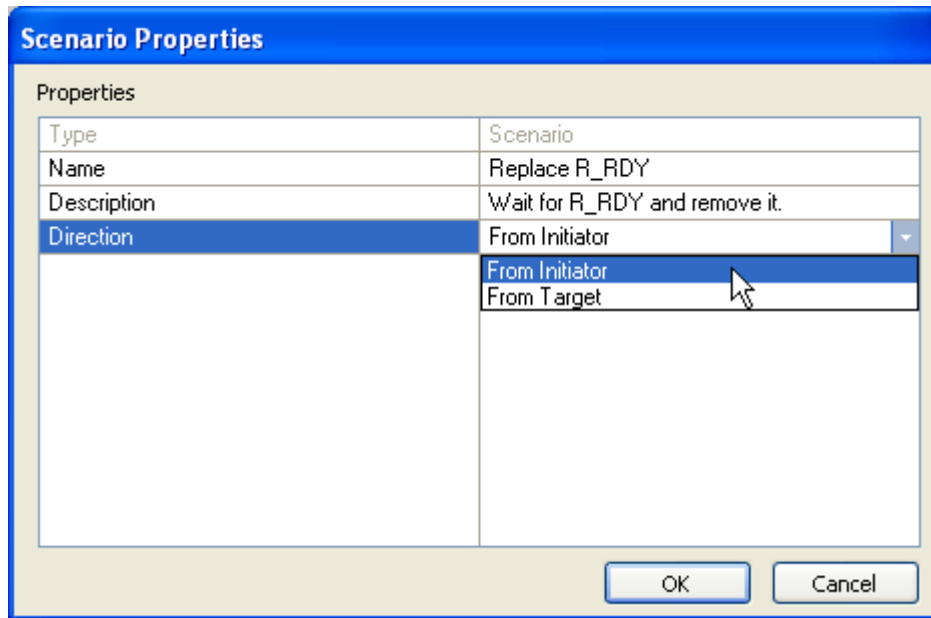 Scenario Properties
Properties
Type Scenario
Name Replace R_RDY
Description Wait for R_RDY and remove it.
Direction From Initiator
From Initiator
From Target
OK Cancel